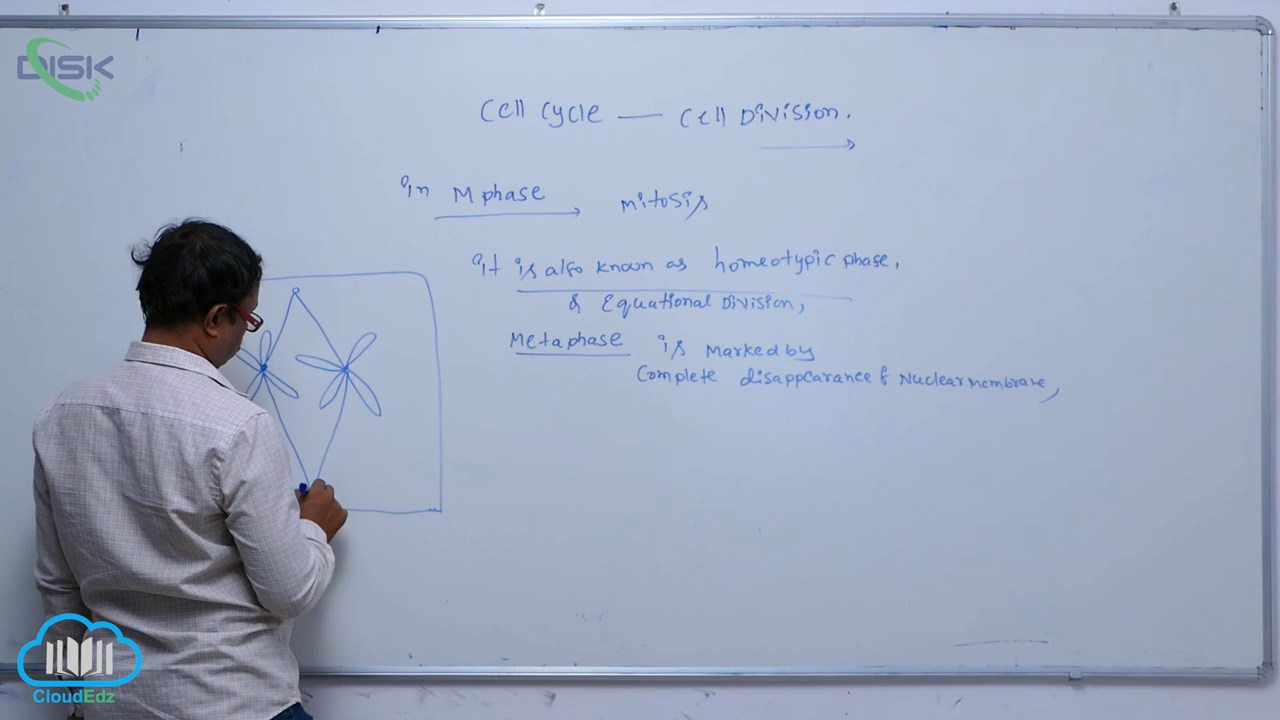 DISK
Cell Cycle — Cell Division.
in M phase → mitosis
it is also known as homeotypic phase,
& Equational Division,
Metaphase is Marked by
Complete disappearance of Nuclear membrane,
CloudEdz